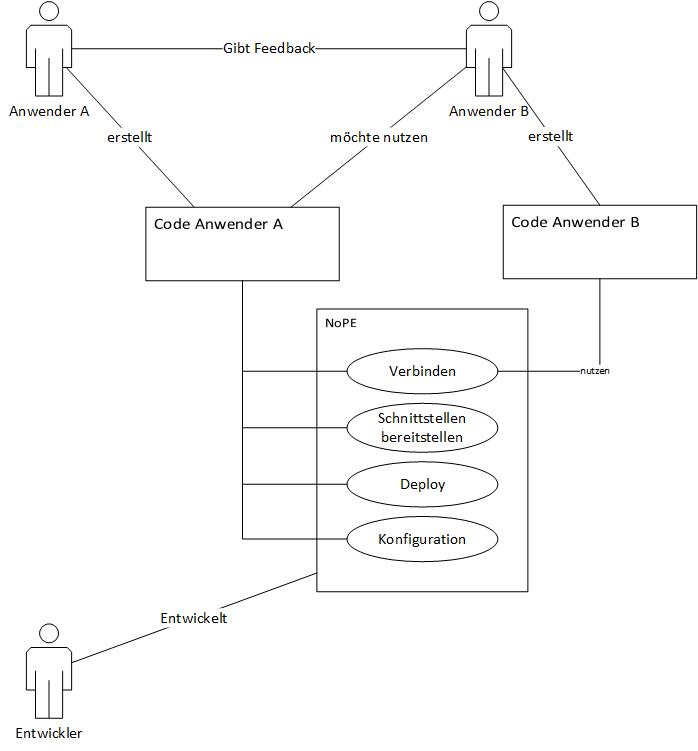 Gibt Feedback
Anwender A
Anwender B
erstellt
möchte nutzen
erstellt
Code Anwender A
Code Anwender B
NoPE
Verbinden
nutzen
Schnittstellen
bereitstellen
Deploy
Konfiguration
Entwickelt
Entwickler